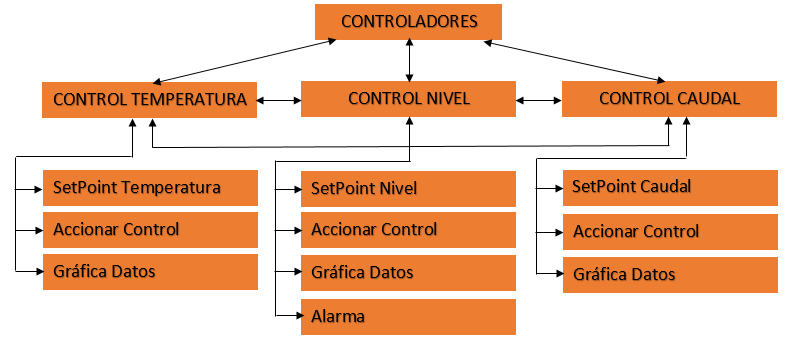 CONTROLADORES
CONTROL TEMPERATURA
CONTROL NIVEL
CONTROL CAUDAL
SetPoint Temperatura
Accionar Control
Gráfica Datos
SetPoint Nivel
Accionar Control
Gráfica Datos
Alarma
SetPoint Caudal
Accionar Control
Gráfica Datos